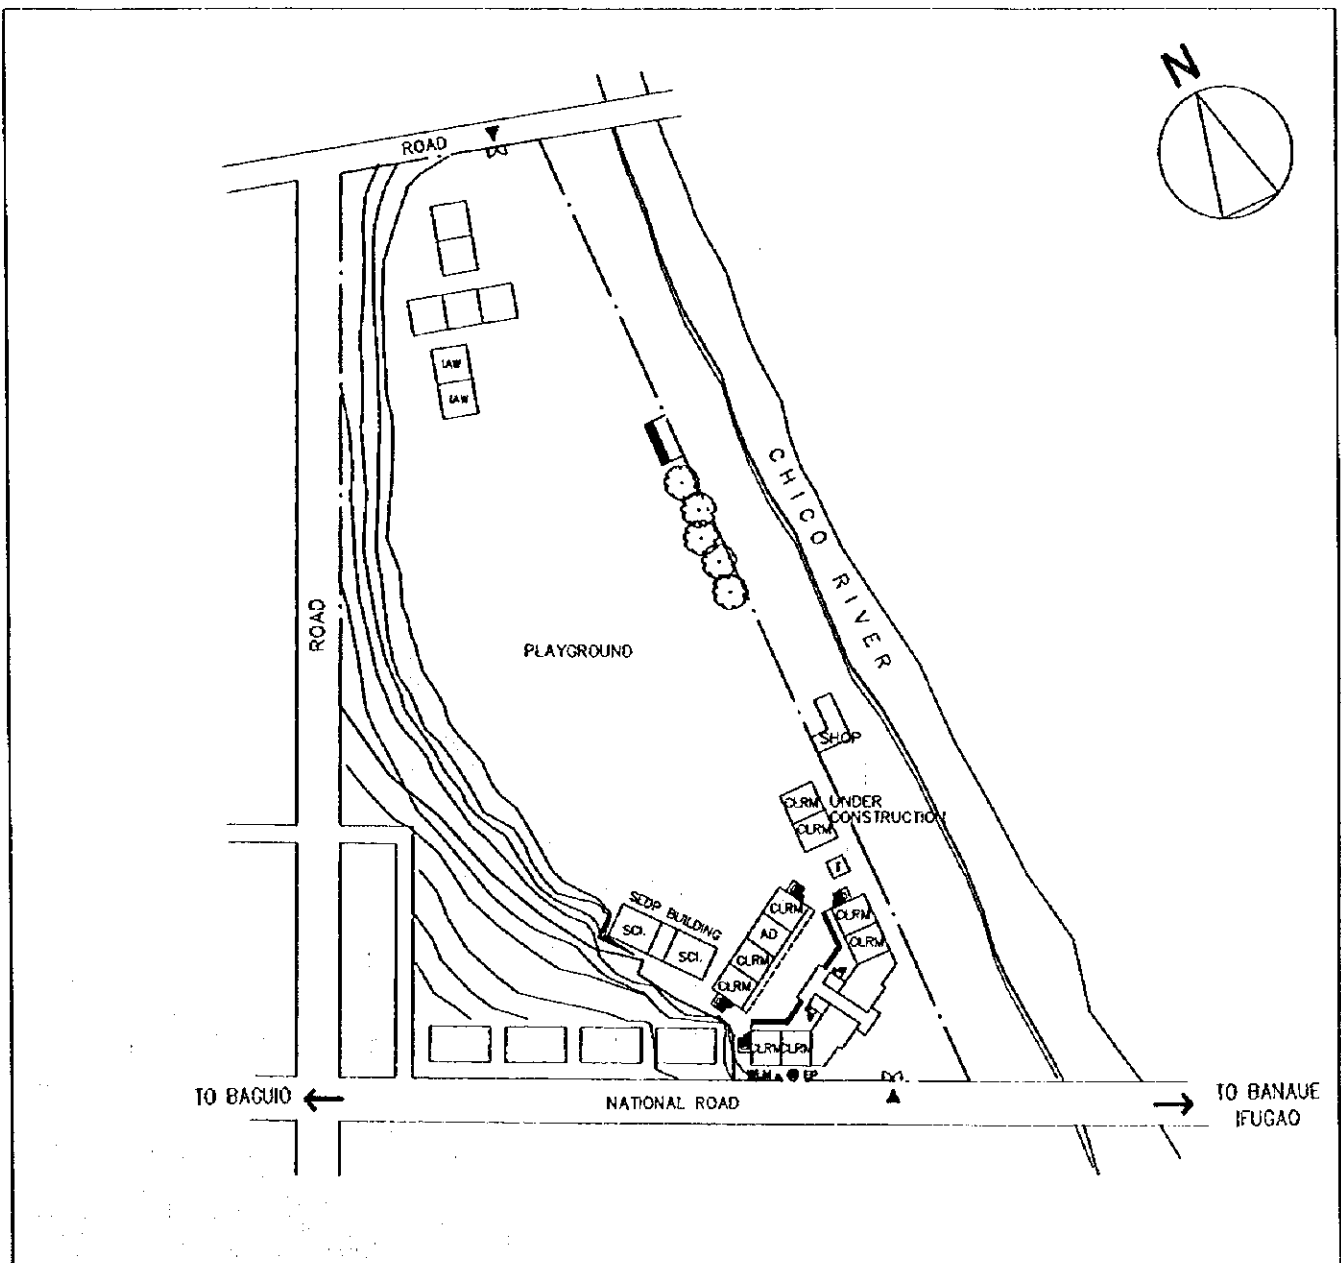 N
ROAD
IAW
IAW
CHICO RIVER
ROAD
PLAYGROUND
SHOP
CLRM
UNDER
CLRM
CONSTRUCTION
SEDP BUILDING
SCI.
SCI.
CLRM
AD
CLRM
CLRM
CLRM
CLRM
CLRM
CLRM
EP
TO BAGUIO
NATIONAL ROAD
TO BANAUE
IFUGAO